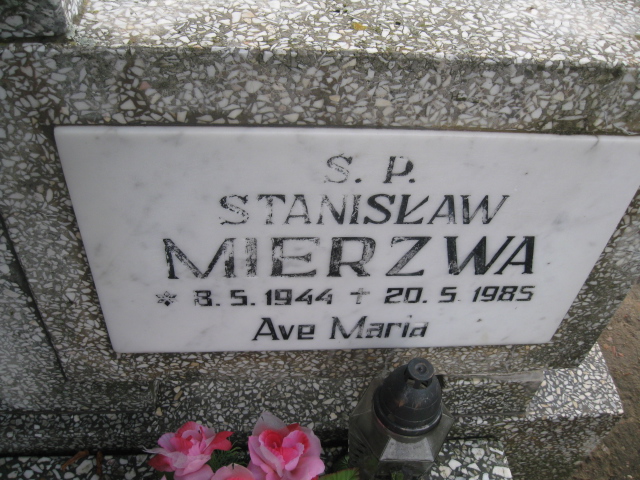 S. P.
STANISŁAW
MIERZWA
* 8. 5. 1944 † 20. 5. 1985
Ave Maria